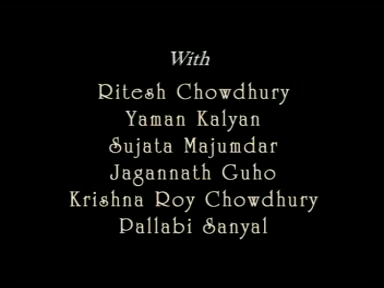 With
Ritesh Chowdhury
Yaman Kalyan
Sujata Majumdar
Jagannath Guho
Krishna Roy Chowdhury
Pallabi Sanyal